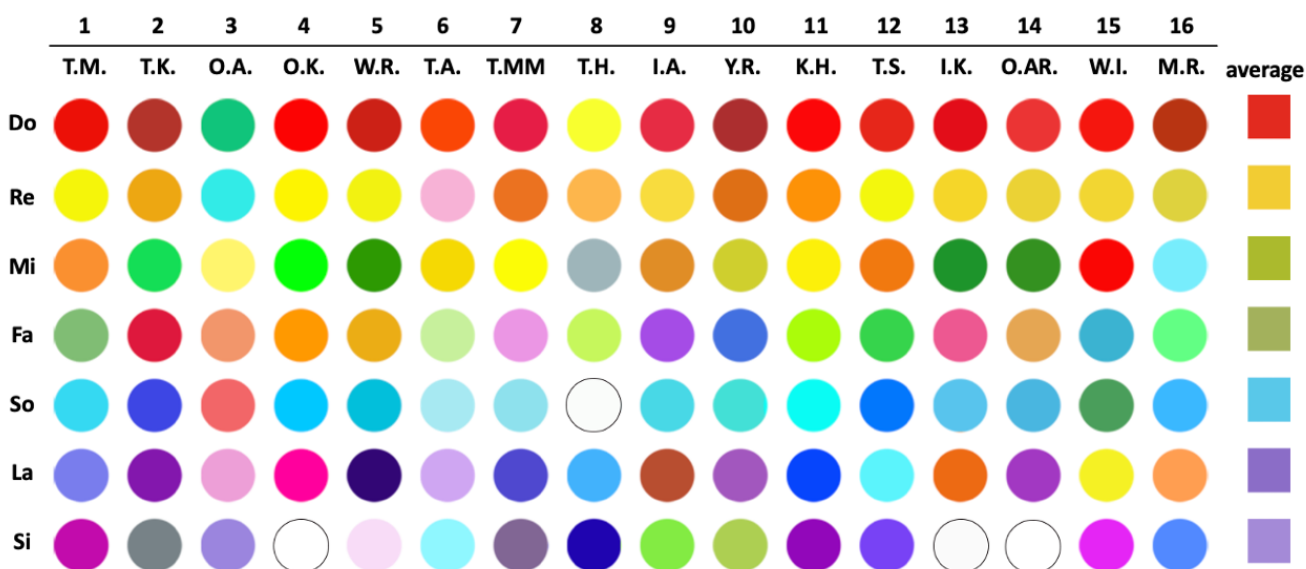 1 2 3 4 5 6 7 8 9 10 11 12 13 14 15 16
T.M. T.K. O.A. O.K. W.R. T.A. T.MM T.H. I.A. Y.R. K.H. T.S. I.K. O.AR. W.I. M.R. average
Do
Re
Mi
Fa
So
La
Si